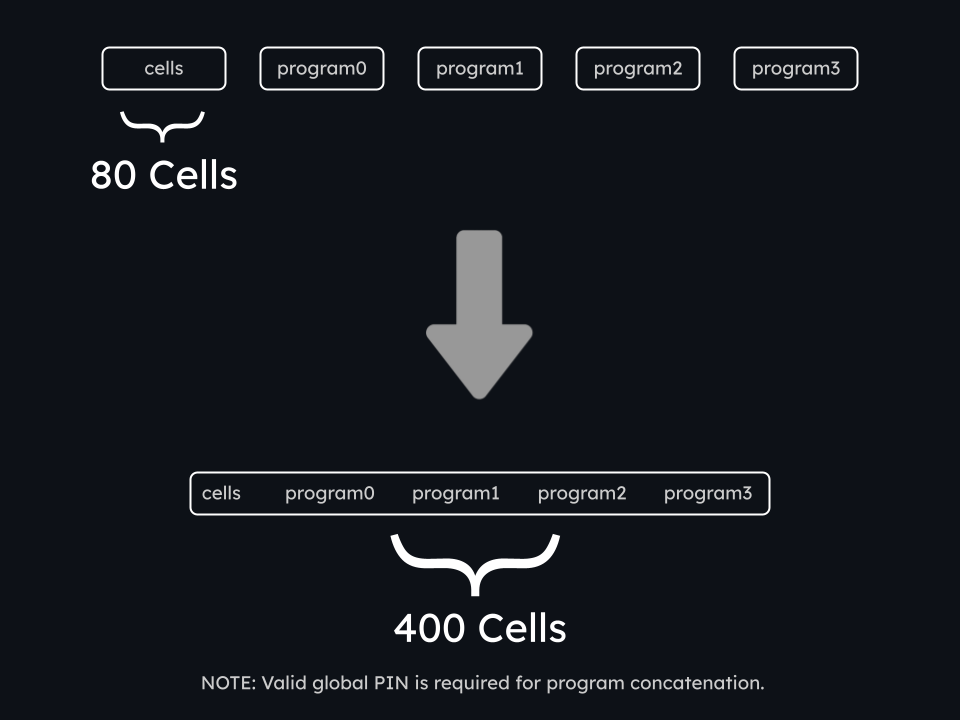 cells program0 program1 program2 program3
80 Cells
cells program0 program1 program2 program3
400 Cells
NOTE: Valid global PIN is required for program concatenation.